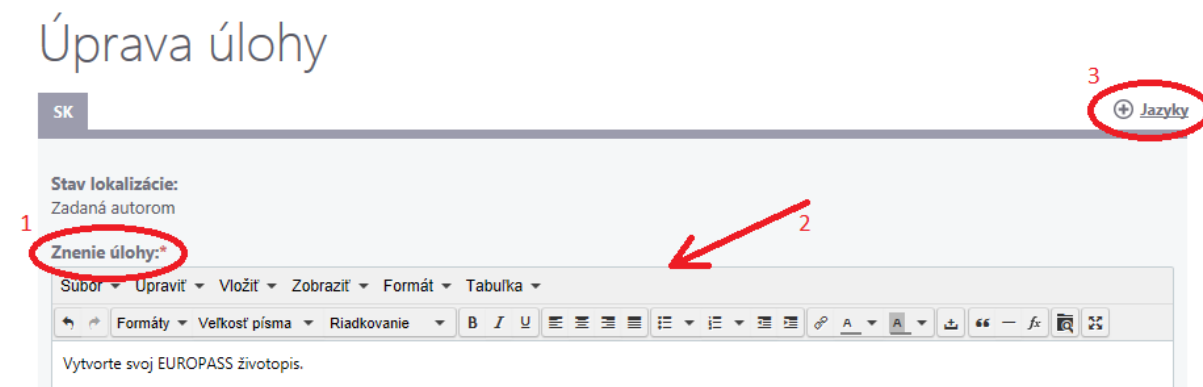 Úprava úlohy
3
SK
Jazyky
Stav lokalizácie:
Zadaná autorom
1
2
Znenie úlohy:*
Súbor Upraviť Vložiť Zobraziť Formát Tabuľka
Formáty Veľkosť písma Riadkovanie B I U A A fx
Vytvorte svoj EUROPASS životopis.